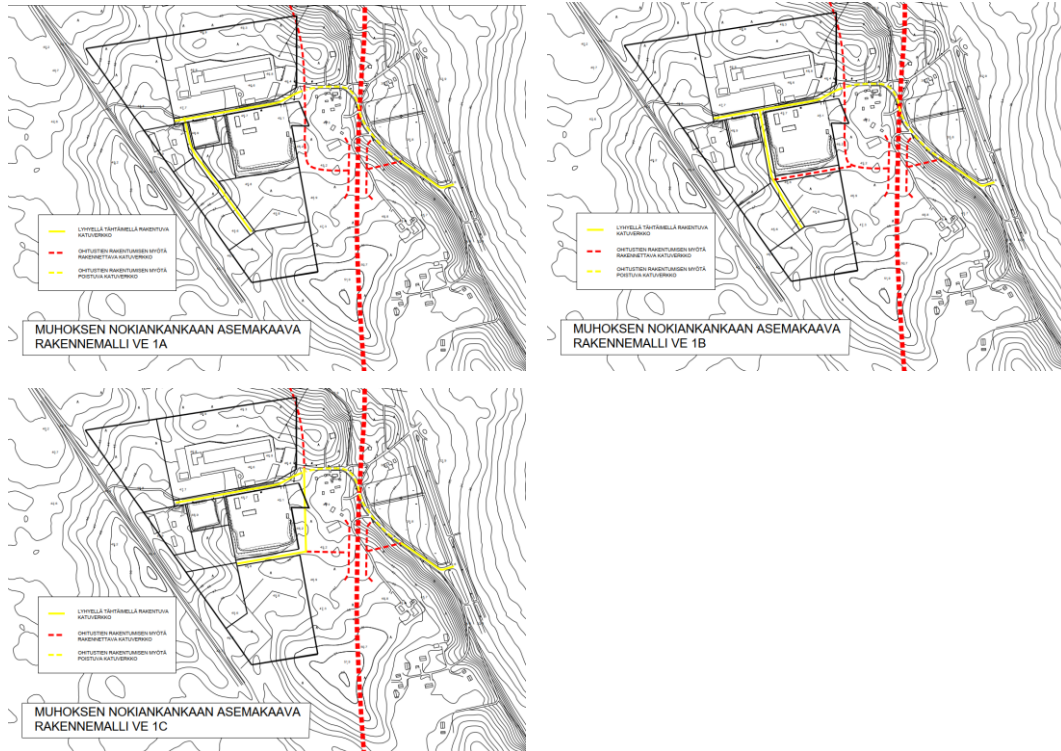 LYHYELLÄ TÄHTÄIMELLÄ RAKENTUVA
KATUVERKKO
OHITUSTIEN RAKENTUMISEN MYÖTÄ
RAKENNETTAVA KATUVERKKO
OHITUSTIEN RAKENTUMISEN MYÖTÄ
POISTUVA KATUVERKKO
MUHOKSEN NOKIANKANKAAN ASEMAKAAVA
RAKENNEMALLI VE 1A
LYHYELLÄ TÄHTÄIMELLÄ RAKENTUVA
KATUVERKKO
OHITUSTIEN RAKENTUMISEN MYÖTÄ
RAKENNETTAVA KATUVERKKO
OHITUSTIEN RAKENTUMISEN MYÖTÄ
POISTUVA KATUVERKKO
MUHOKSEN NOKIANKANKAAN ASEMAKAAVA
RAKENNEMALLI VE 1B
LYHYELLÄ TÄHTÄIMELLÄ RAKENTUVA
KATUVERKKO
OHITUSTIEN RAKENTUMISEN MYÖTÄ
RAKENNETTAVA KATUVERKKO
OHITUSTIEN RAKENTUMISEN MYÖTÄ
POISTUVA KATUVERKKO
MUHOKSEN NOKIANKANKAAN ASEMAKAAVA
RAKENNEMALLI VE 1C